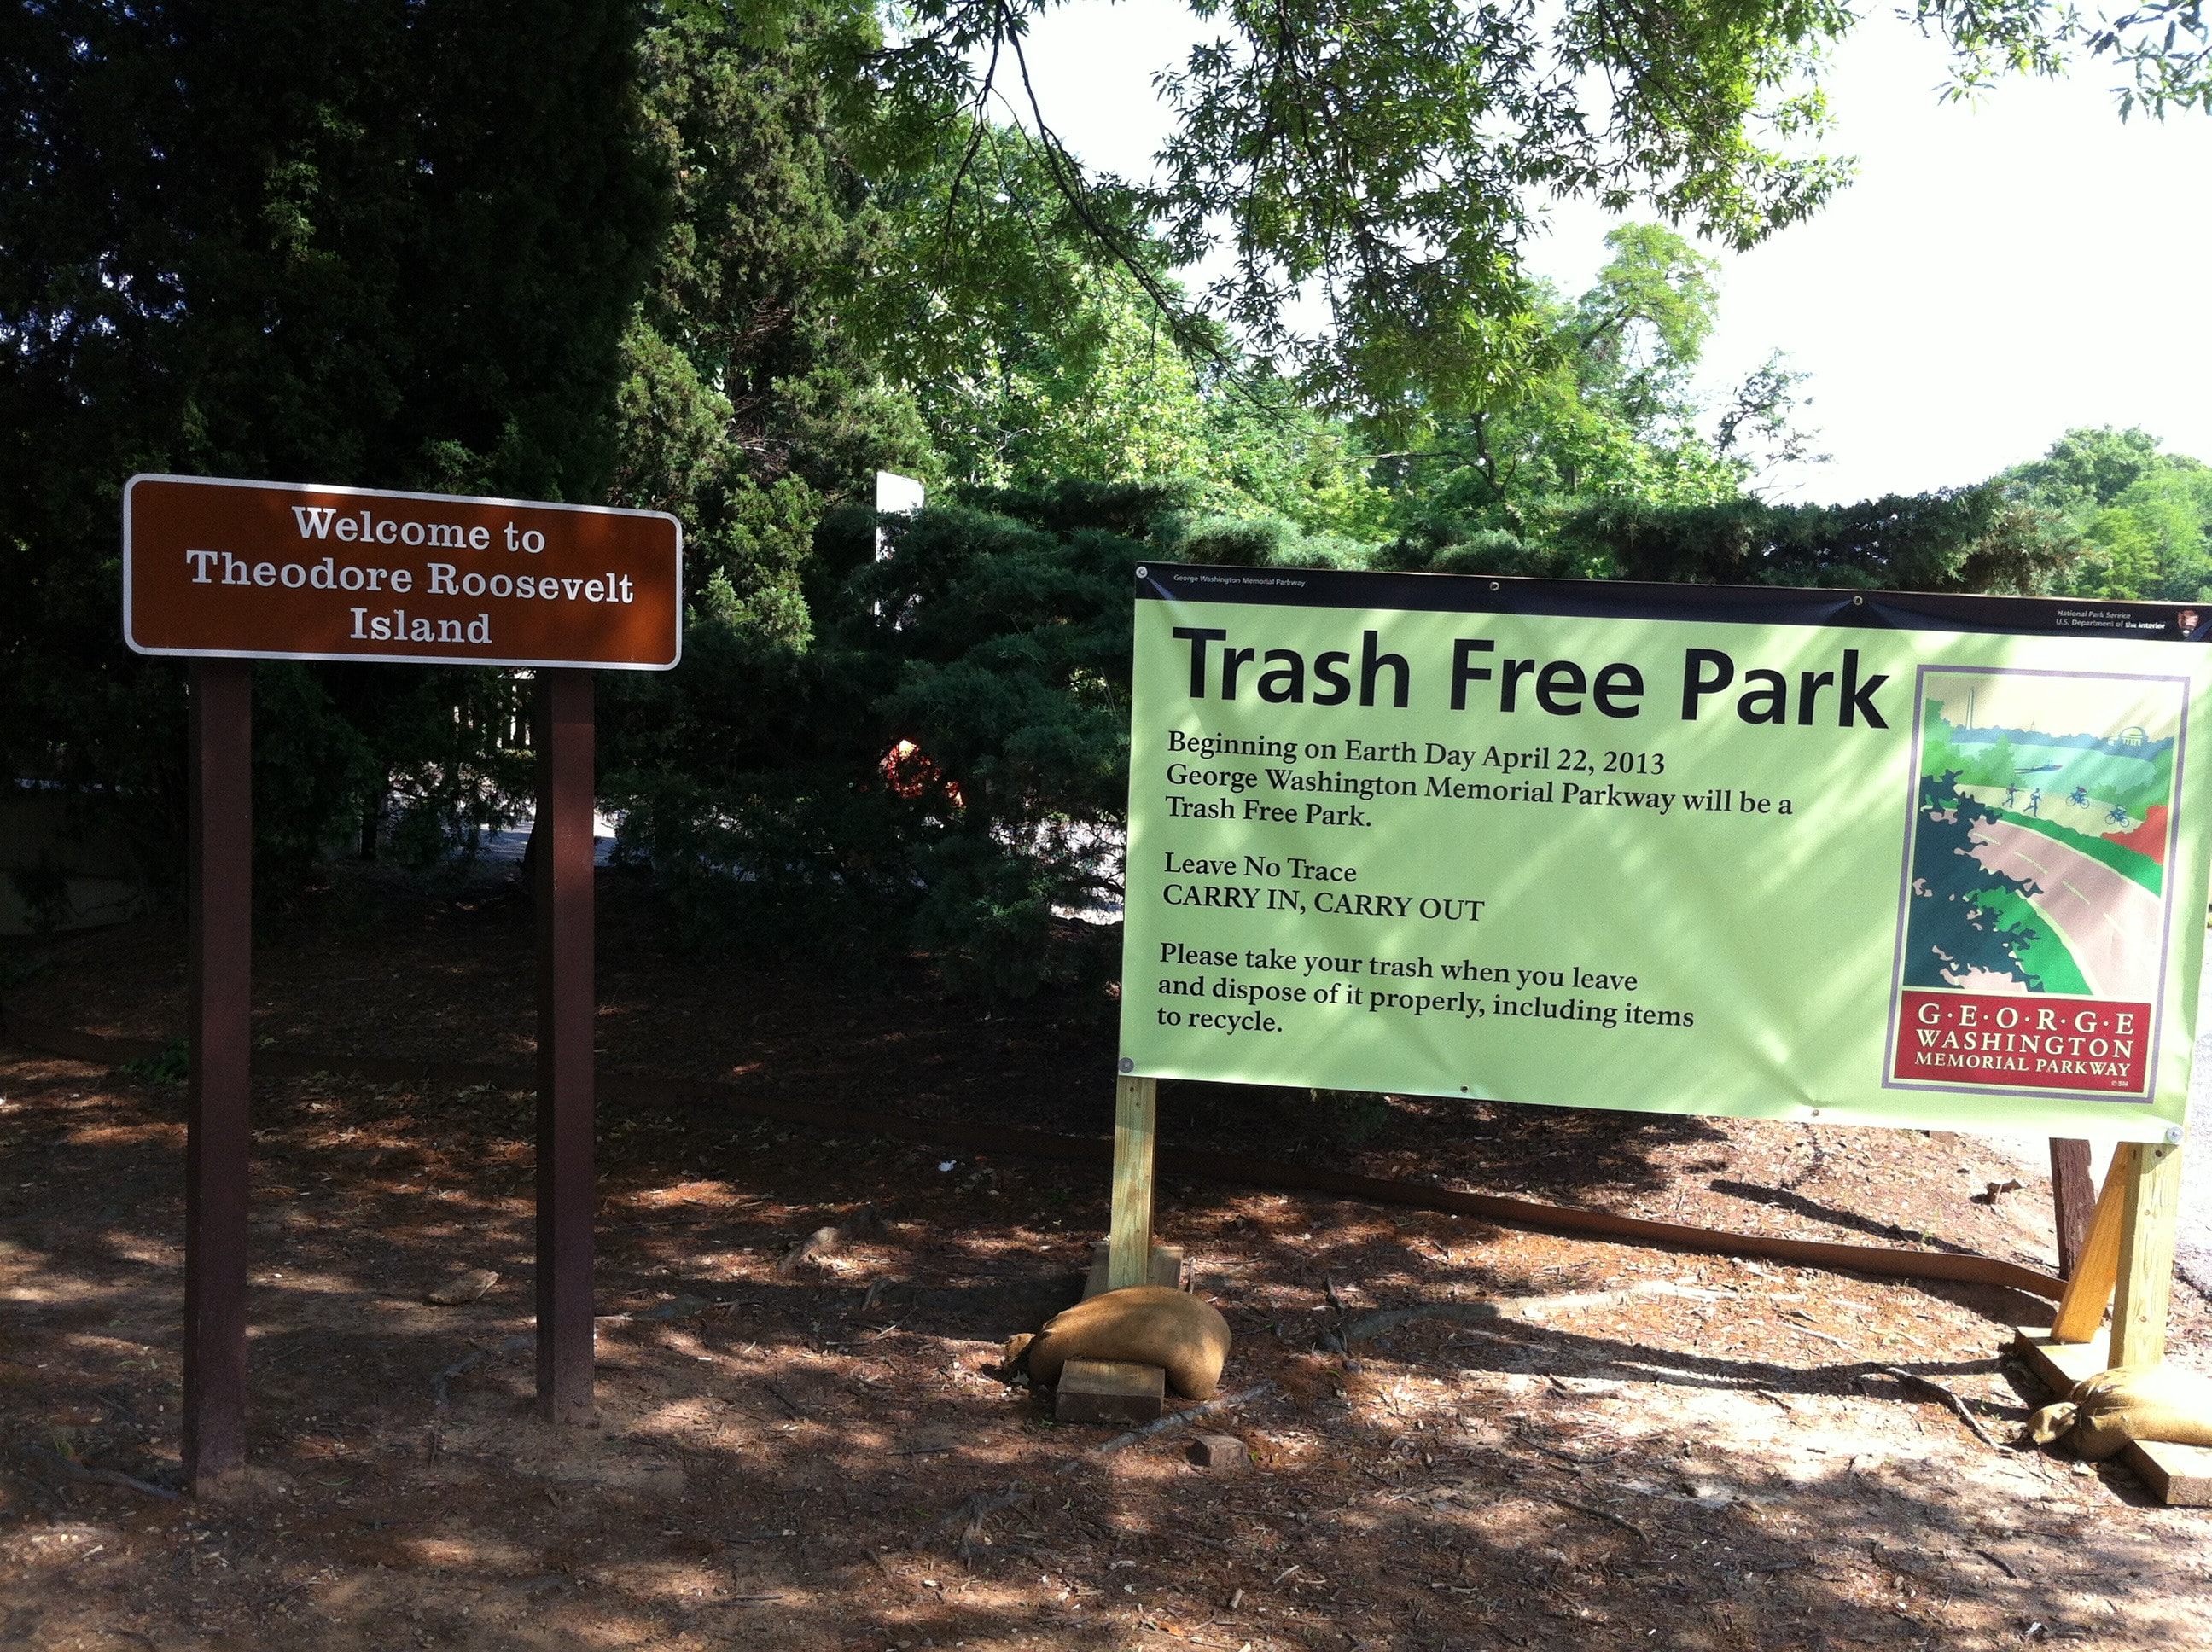 Welcome to
Theodore Roosevelt
Island
George Washington Memorial Parkway
National Park Service
U.S. Department of the Interior
Trash Free Park
Beginning on Earth Day April 22, 2013
George Washington Memorial Parkway will be a
Trash Free Park.
Leave No Trace
CARRY IN, CARRY OUT
Please take your trash when you leave
and dispose of it properly, including items
to recycle.
G·E·O·R·G·E
WASHINGTON
MEMORIAL PARKWAY